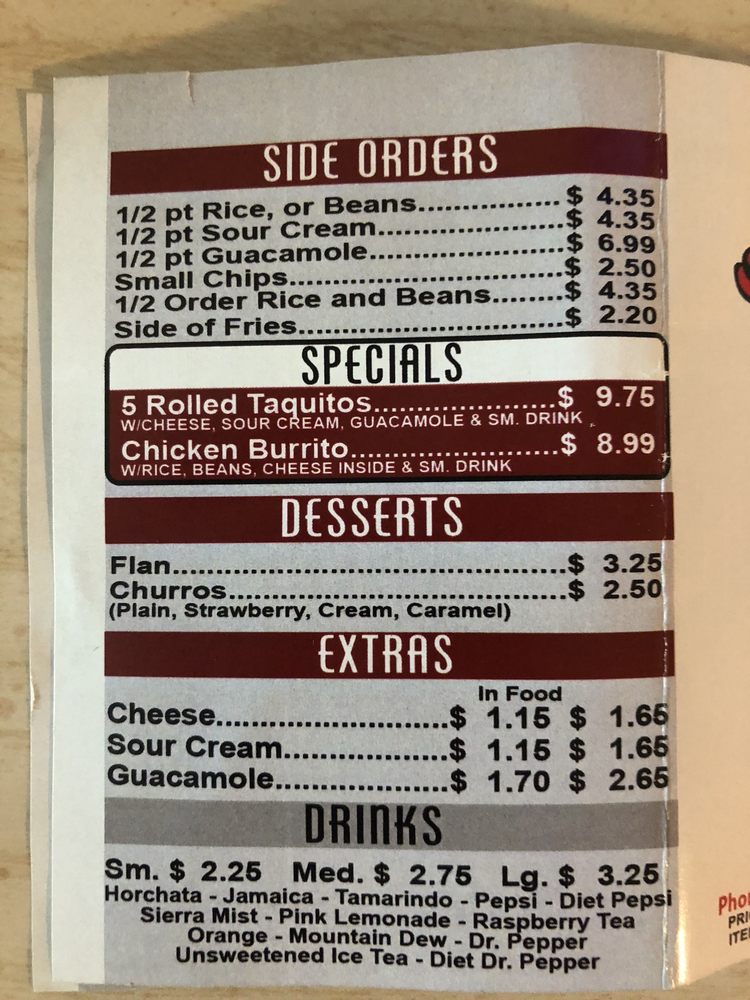 SIDE ORDERS
1/2 pt Rice, or Beans..................$ 4.35
1/2 pt Sour Cream........................$ 4.35
1/2 pt Guacamole.........................$ 6.99
Small Chips...................................$ 2.50
1/2 Order Rice and Beans.........$ 4.35
Side of Fries..................................$ 2.20
SPECIALS
5 Rolled Taquitos......................$ 9.75
W/CHEESE, SOUR CREAM, GUACAMOLE & SM. DRINK
Chicken Burrito.........................$ 8.99
W/RICE, BEANS, CHEESE INSIDE & SM. DRINK
DESSERTS
Flan................................................$ 3.25
Churros.........................................$ 2.50
(Plain, Strawberry, Cream, Caramel)
EXTRAS
In Food
Cheese............................$ 1.15 $ 1.65
Sour Cream....................$ 1.15 $ 1.65
Guacamole.....................$ 1.70 $ 2.65
DRINKS
Sm. $ 2.25 Med. $ 2.75 Lg. $ 3.25
Horchata - Jamaica - Tamarindo - Pepsi - Diet Pepsi
Sierra Mist - Pink Lemonade - Raspberry Tea
Orange - Mountain Dew - Dr. Pepper
Unsweetened Ice Tea - Diet Dr. Pepper